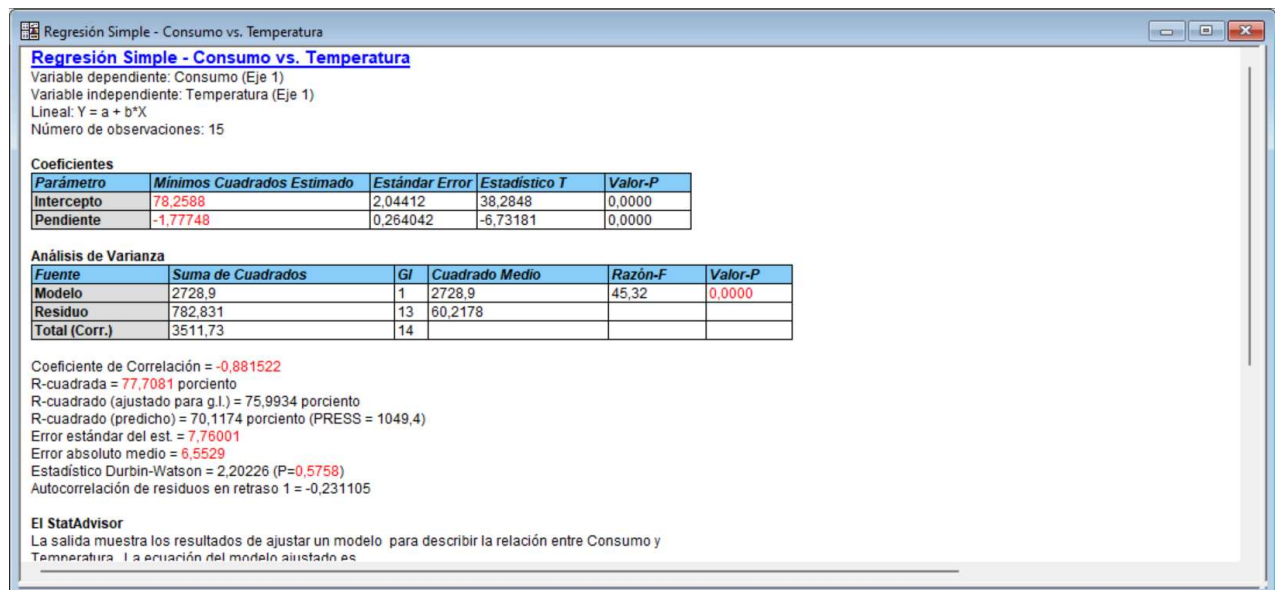 Regresión Simple - Consumo vs. Temperatura
Regresión Simple - Consumo vs. Temperatura
Variable dependiente: Consumo (Eje 1)
Variable independiente: Temperatura (Eje 1)
Lineal: Y = a + b*X
Número de observaciones: 15
Coeficientes
Parámetro Mínimos Cuadrados Estimado Estándar Error Estadístico T Valor-P
Intercepto 78,2588 2,04412 38,2848 0,0000
Pendiente -1,77748 0,264042 -6,73181 0,0000
Análisis de Varianza
Fuente Suma de Cuadrados Gl Cuadrado Medio Razón-F Valor-P
Modelo 2728,9 1 2728,9 45,32 0,0000
Residuo 782,831 13 60,2178
Total (Corr.) 3511,73 14
Coeficiente de Correlación = -0,881522
R-cuadrada = 77,7081 porciento
R-cuadrado (ajustado para g.l.) = 75,9934 porciento
R-cuadrado (predicho) = 70,1174 porciento (PRESS = 1049,4)
Error estándar del est. = 7,76001
Error absoluto medio = 6,5529
Estadístico Durbin-Watson = 2,20226 (P=0,5758)
Autocorrelación de residuos en retraso 1 = -0,231105
El StatAdvisor
La salida muestra los resultados de ajustar un modelo para describir la relación entre Consumo y
Temperatura. La ecuación del modelo ajustado es